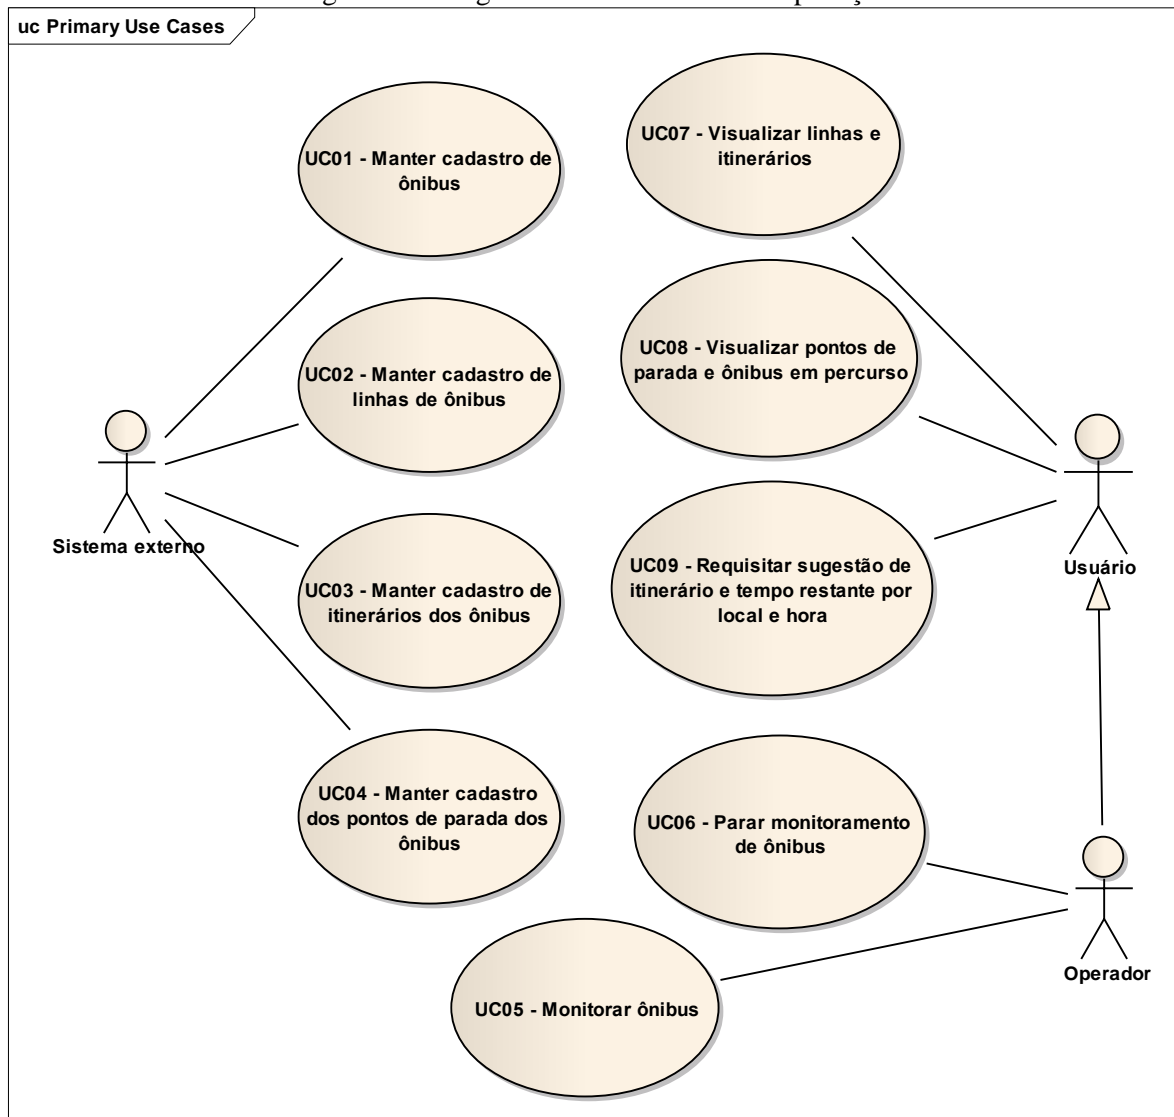 uc Primary Use Cases
UC01 - Manter cadastro de
ônibus
UC02 - Manter cadastro de
linhas de ônibus
Sistema externo
UC03 - Manter cadastro de
itinerários dos ônibus
UC04 - Manter cadastro
dos pontos de parada dos
ônibus
UC07 - Visualizar linhas e
itinerários
UC08 - Visualizar pontos de
parada e ônibus em percurso
UC09 - Requisitar sugestão de
itinerário e tempo restante por
local e hora
Usuário
UC06 - Parar monitoramento
de ônibus
Operador
UC05 - Monitorar ônibus